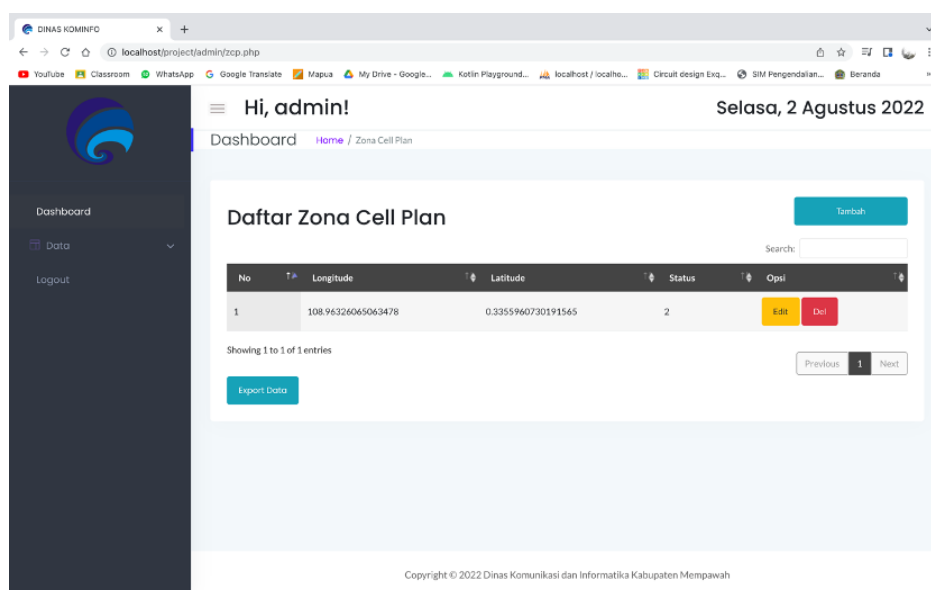 DINAS KOMINFO
localhost/project/admin/zcp.php
YouTube Classroom WhatsApp Google Translate Mapua My Drive - Google... Kotlin Playground... localhost / localho... Circuit design Exq... SIM Pengendalian... Beranda
Hi, admin!
Selasa, 2 Agustus 2022
Dashboard Home / Zona Cell Plan
Dashboard
Data
Logout
Daftar Zona Cell Plan
Tambah
Search:
No Longitude Latitude Status Opsi
1 108.96326065063478 0.3355960730191565 2 Edit Del
Showing 1 to 1 of 1 entries
Previous 1 Next
Export Data
Copyright © 2022 Dinas Komunikasi dan Informatika Kabupaten Mempawah